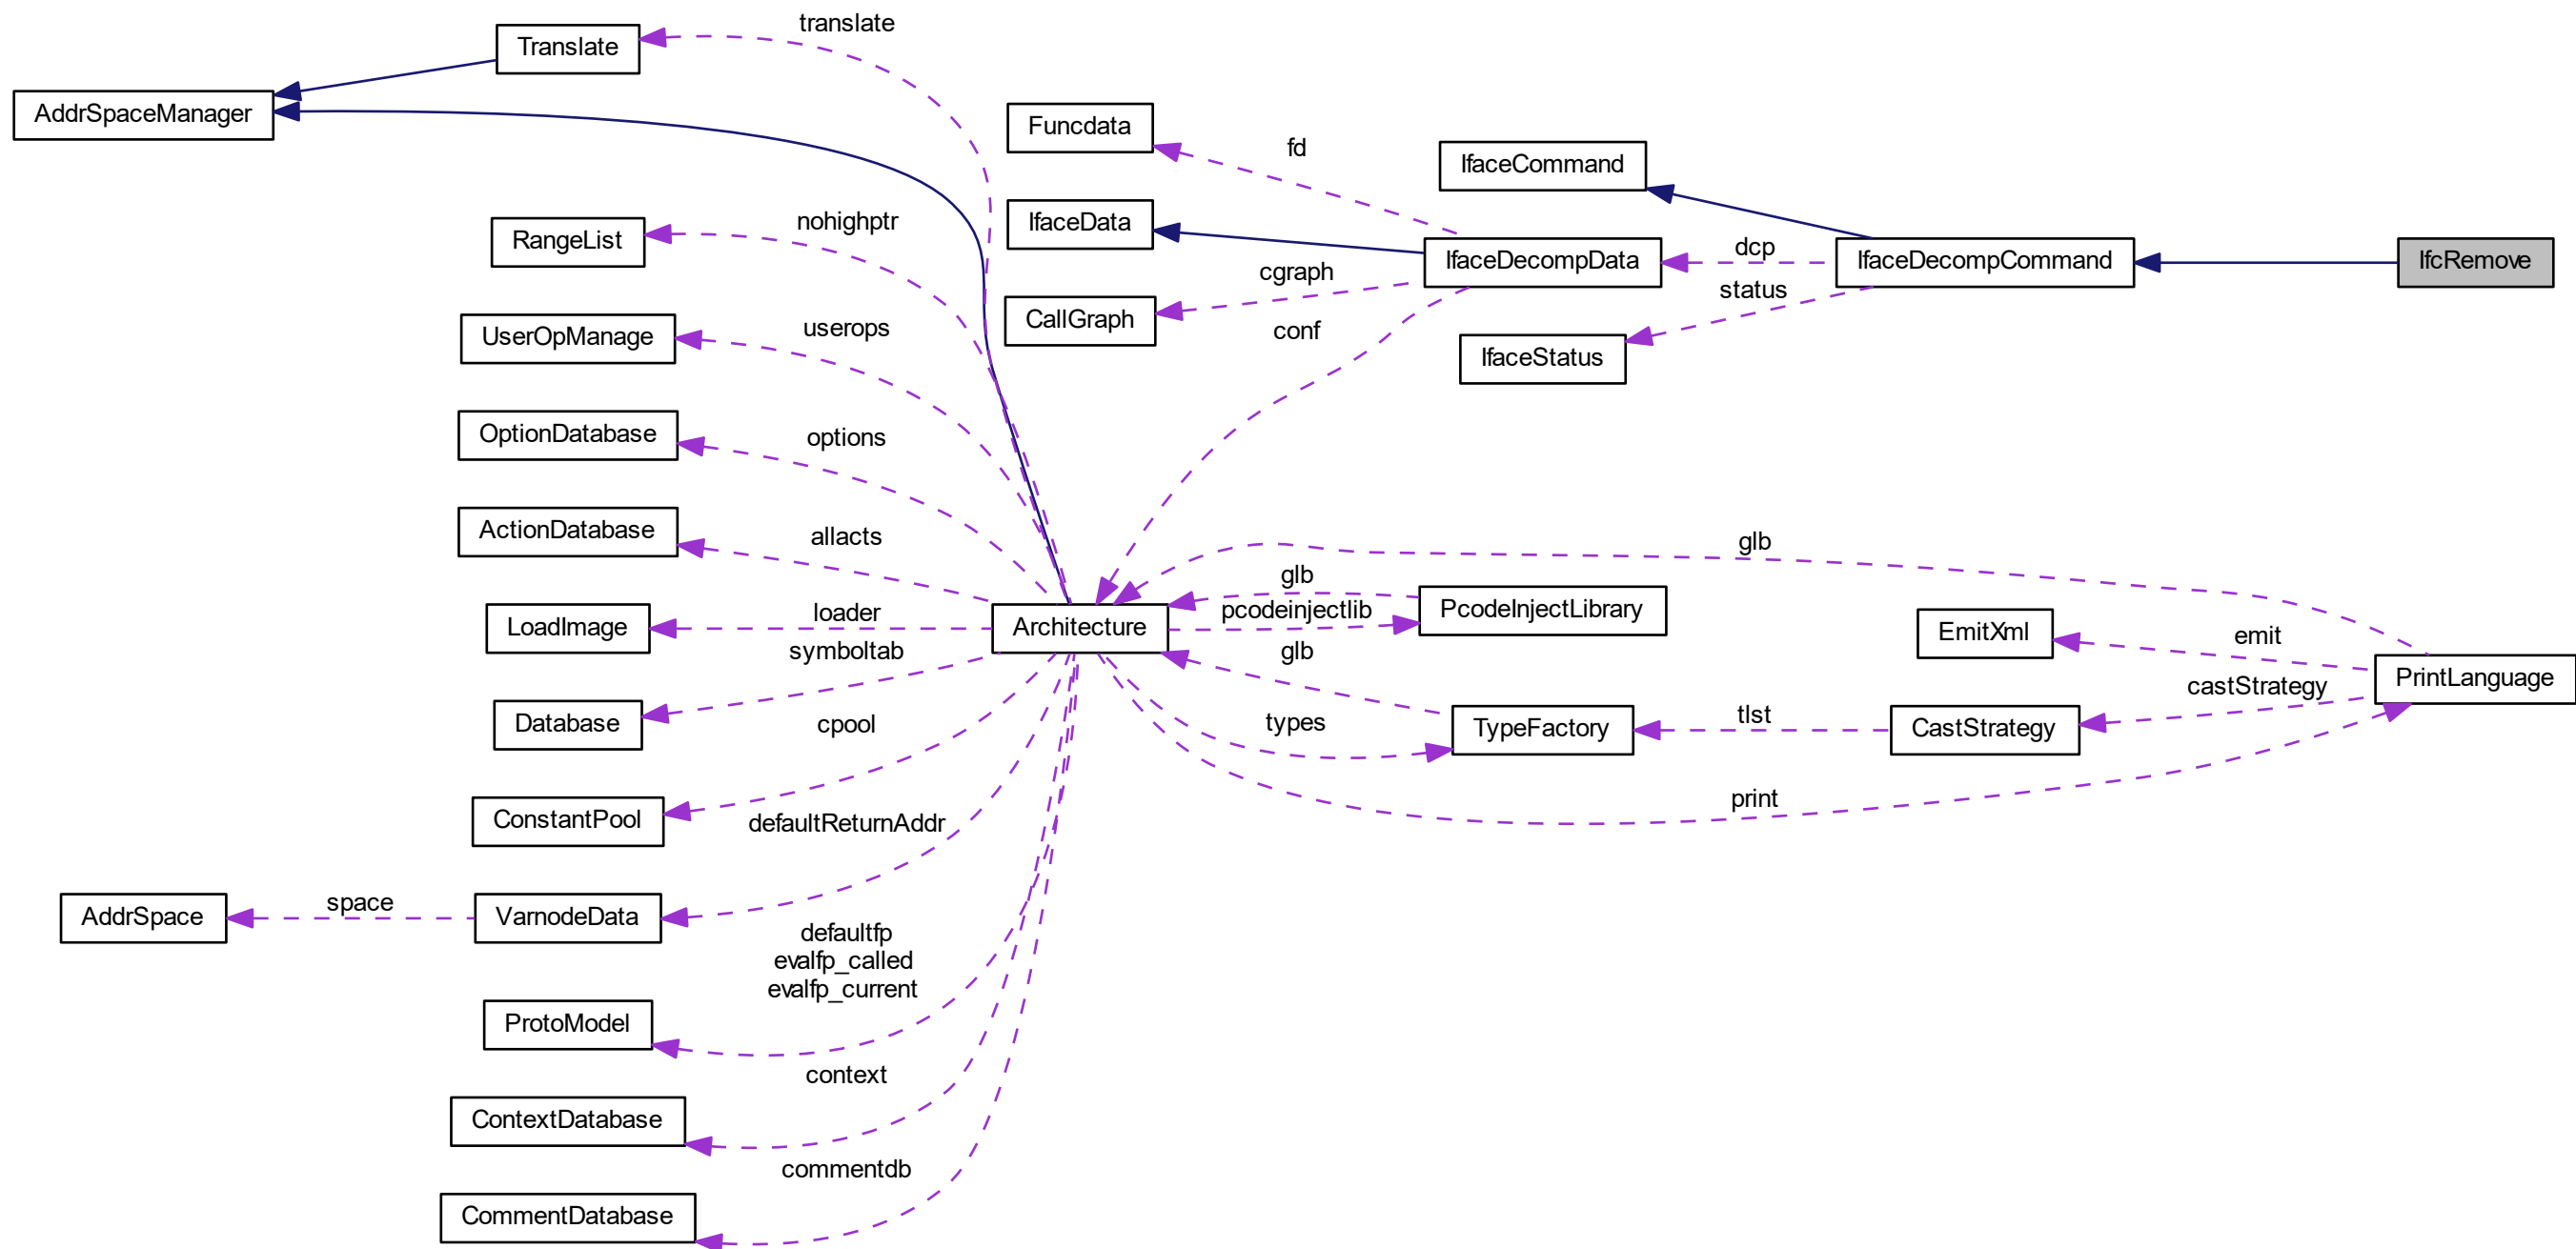 translate
Translate
AddrSpaceManager
Funcdata
fd
IfaceCommand
nohighptr
RangeList
IfaceData
IfaceDecompData
dcp
IfaceDecompCommand
IfcRemove
cgraph
status
CallGraph
conf
IfaceStatus
userops
UserOpManage
options
OptionDatabase
allacts
ActionDatabase
glb
glb
loader
LoadImage
Architecture
pcodeinjectlib
PcodeInjectLibrary
EmitXml
emit
symboltab
glb
PrintLanguage
castStrategy
Database
cpool
types
TypeFactory
tlst
CastStrategy
print
ConstantPool
defaultReturnAddr
AddrSpace
space
VarnodeData
defaultfp
evalfp_called
evalfp_current
ProtoModel
context
ContextDatabase
commentdb
CommentDatabase